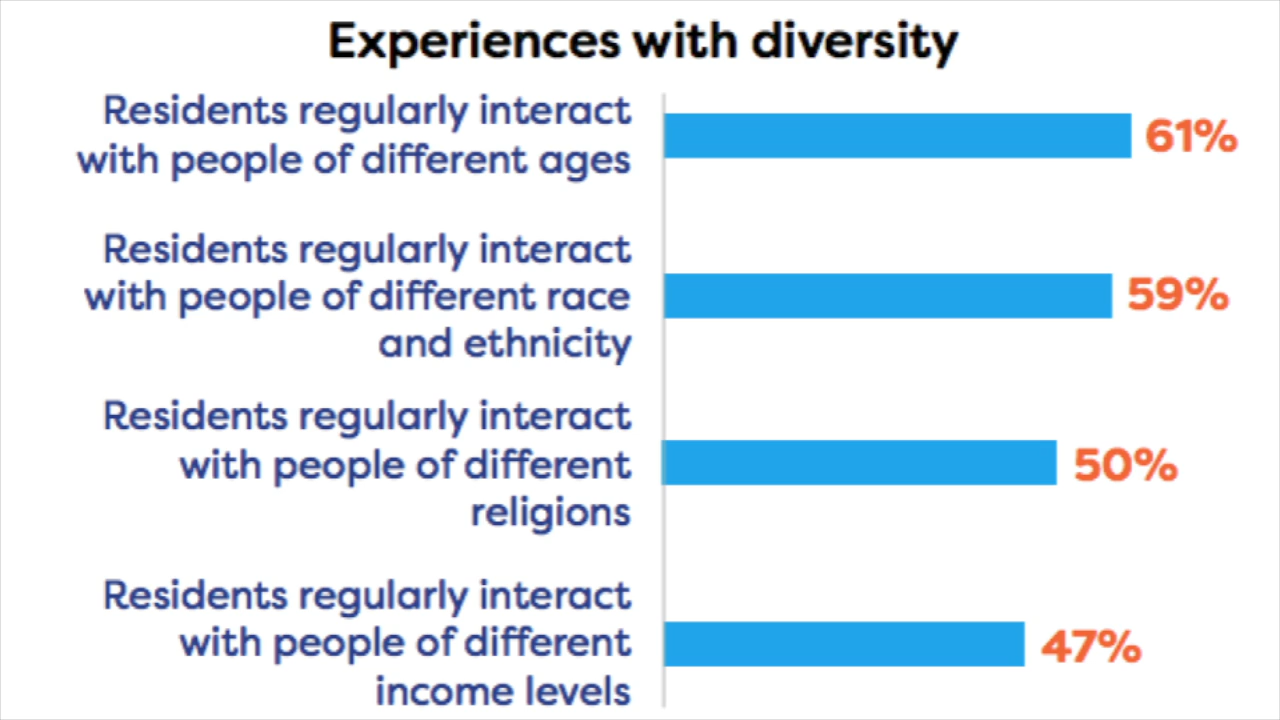 Experiences with diversity
Residents regularly interact
with people of different ages
61%
Residents regularly interact
with people of different race
and ethnicity
59%
Residents regularly interact
with people of different
religions
50%
Residents regularly interact
with people of different
income levels
47%